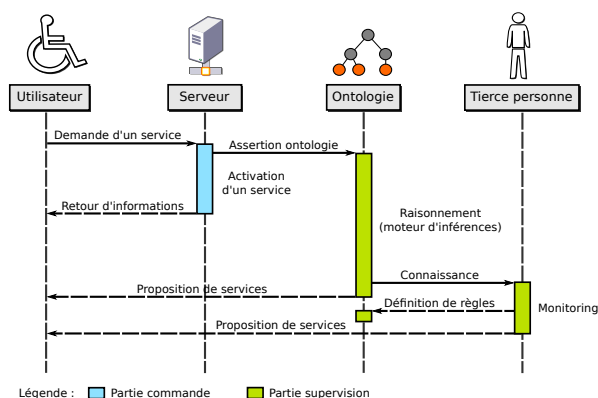 Utilisateur
Serveur
Ontologie
Tierce personne
Demande d'un service
Assertion ontologie
Activation
d'un service
Retour d'informations
Raisonnement
(moteur d'inférences)
Connaissance
Proposition de services
Définition de règles
Monitoring
Proposition de services
Légende :
Partie commande
Partie supervision